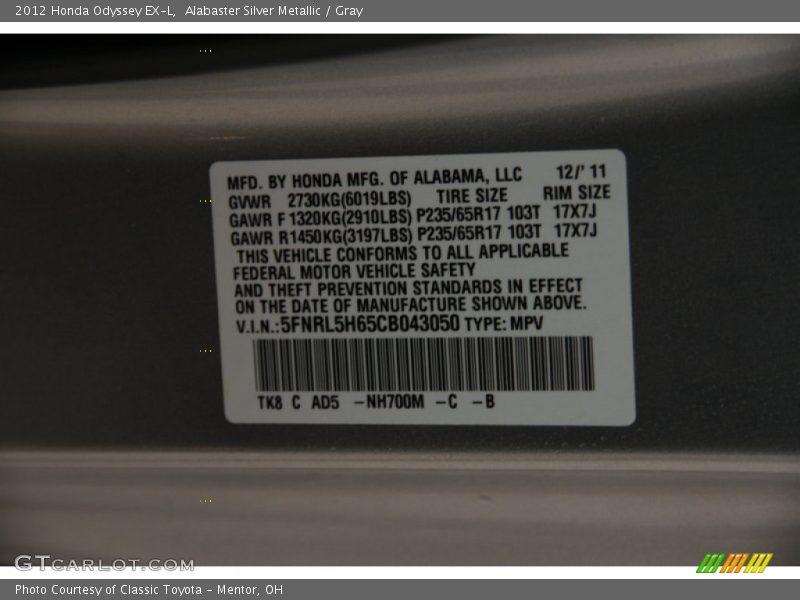 2012 Honda Odyssey EX-L,  Alabaster Silver Metallic / Gray
MFD. BY HONDA MFG. OF ALABAMA, LLC 12/' 11
GVWR 2730KG(6019LBS) TIRE SIZE RIM SIZE
GAWR F 1320KG(2910LBS) P235/65R17 103T 17X7J
GAWR R1450KG(3197LBS) P235/65R17 103T 17X7J
THIS VEHICLE CONFORMS TO ALL APPLICABLE
FEDERAL MOTOR VEHICLE SAFETY
AND THEFT PREVENTION STANDARDS IN EFFECT
ON THE DATE OF MANUFACTURE SHOWN ABOVE.
V.I.N.:5FNRL5H65CB043050 TYPE: MPV
TK8 C AD5 -NH700M -C -B
GTCARLOT.COM
Photo Courtesy of Classic Toyota - Mentor, OH